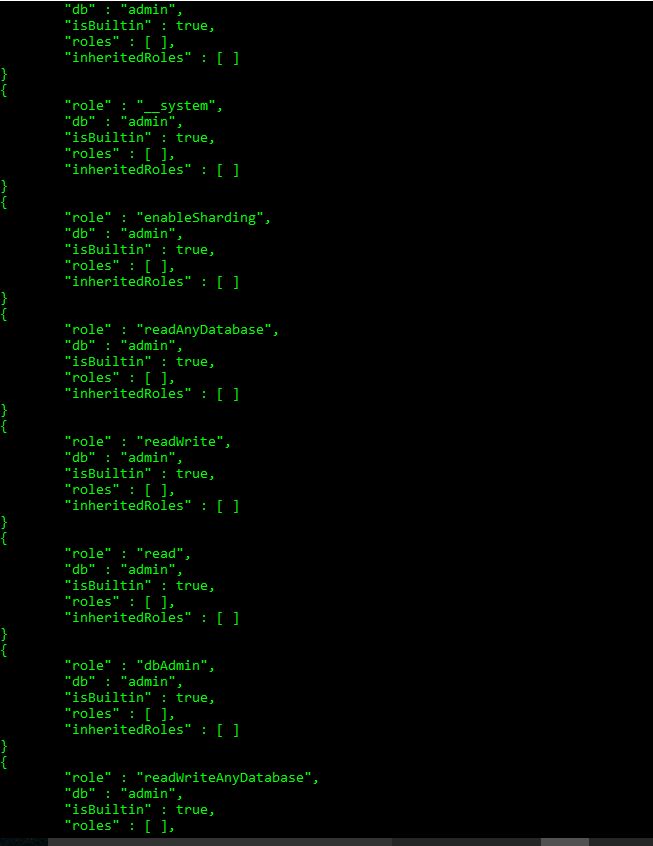 "db" : "admin",
"isBuiltin" : true,
"roles" : [ ],
"inheritedRoles" : [ ]
}
{
"role" : "__system",
"db" : "admin",
"isBuiltin" : true,
"roles" : [ ],
"inheritedRoles" : [ ]
}
{
"role" : "enableSharding",
"db" : "admin",
"isBuiltin" : true,
"roles" : [ ],
"inheritedRoles" : [ ]
}
{
"role" : "readAnyDatabase",
"db" : "admin",
"isBuiltin" : true,
"roles" : [ ],
"inheritedRoles" : [ ]
}
{
"role" : "readWrite",
"db" : "admin",
"isBuiltin" : true,
"roles" : [ ],
"inheritedRoles" : [ ]
}
{
"role" : "read",
"db" : "admin",
"isBuiltin" : true,
"roles" : [ ],
"inheritedRoles" : [ ]
}
{
"role" : "dbAdmin",
"db" : "admin",
"isBuiltin" : true,
"roles" : [ ],
"inheritedRoles" : [ ]
}
{
"role" : "readWriteAnyDatabase",
"db" : "admin",
"isBuiltin" : true,
"roles" : [ ],